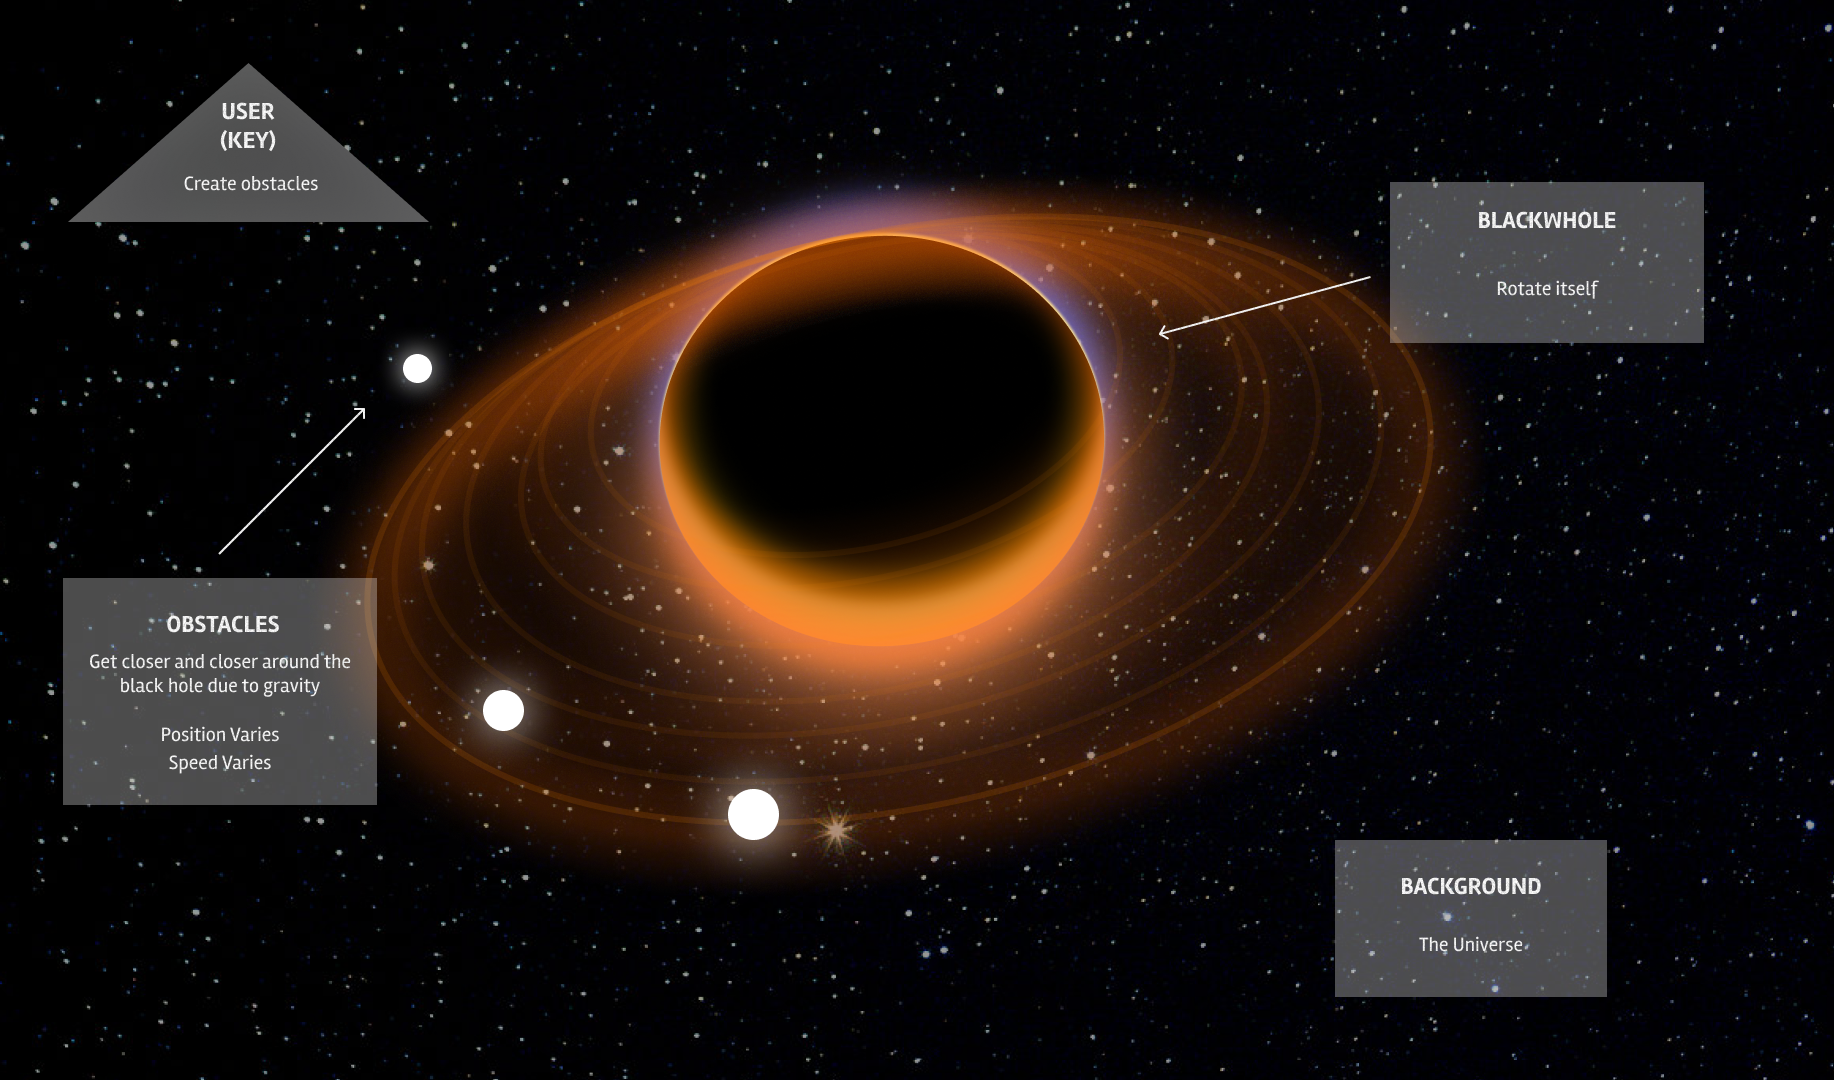 USER
(KEY)
Create obstacles
BLACKWHOLE
Rotate itself
OBSTACLES
Get closer and closer around the
black hole due to gravity
Position Varies
Speed Varies
BACKGROUND
The Universe